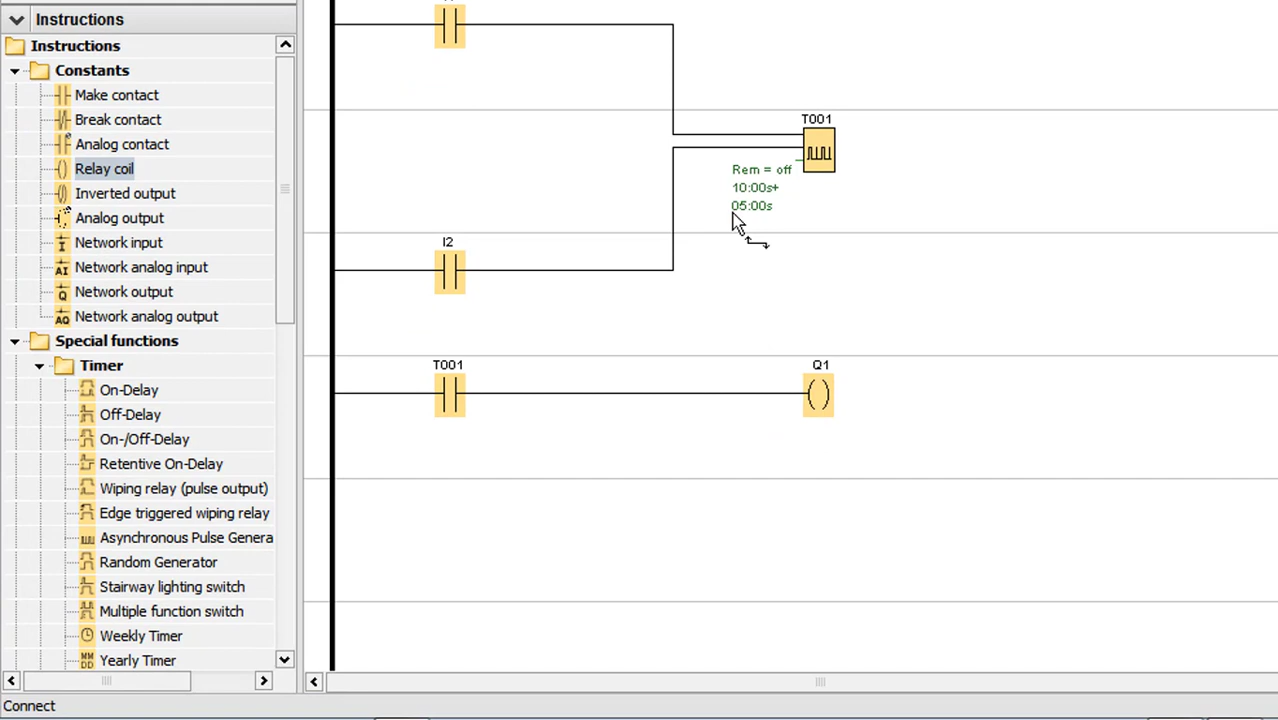 Instructions
Instructions
Constants
Make contact
Break contact
Analog contact
Relay coil
Inverted output
Analog output
Network input
Network analog input
Network output
Network analog output
Special functions
Timer
On-Delay
Off-Delay
On-/Off-Delay
Retentive On-Delay
Wiping relay (pulse output)
Edge triggered wiping relay
Asynchronous Pulse Genera
Random Generator
Stairway lighting switch
Multiple function switch
Weekly Timer
Yearly Timer
Connect
T001
Rem = off
10:00s+
05:00s
I2
T001
Q1